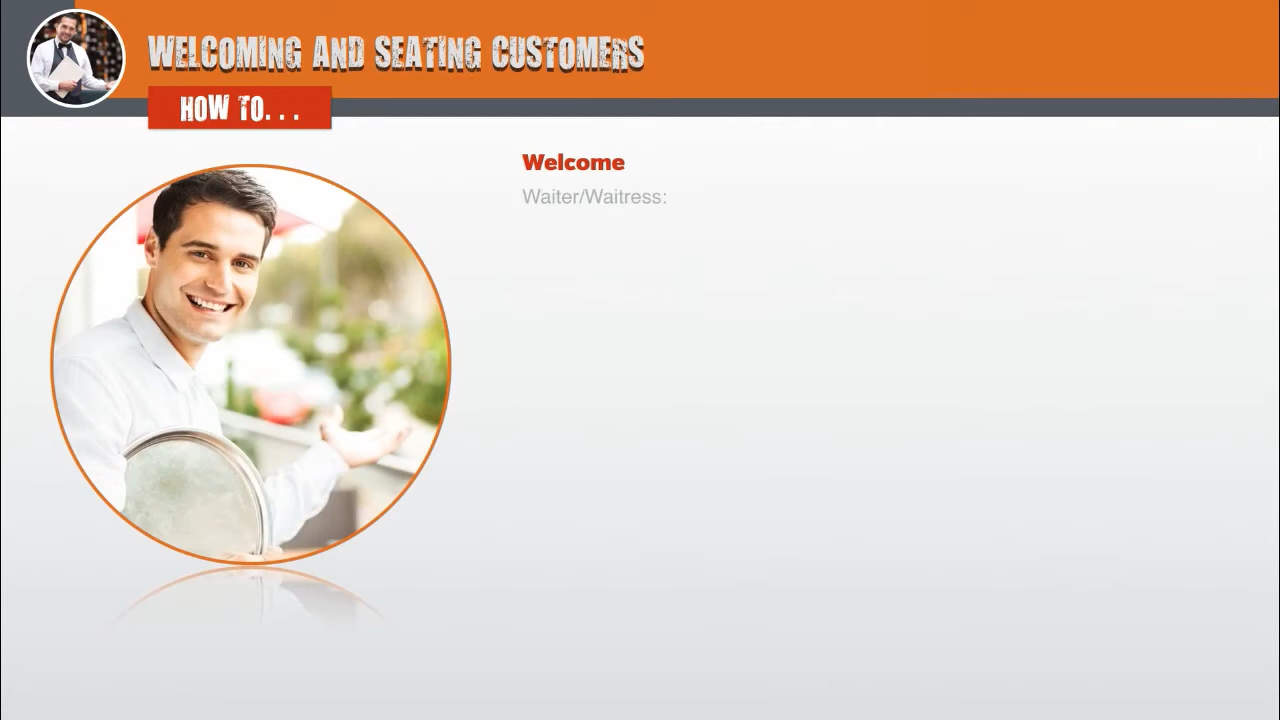 WELCOMING AND SEATING CUSTOMERS
HOW TO. . .
Welcome
Waiter/Waitress: